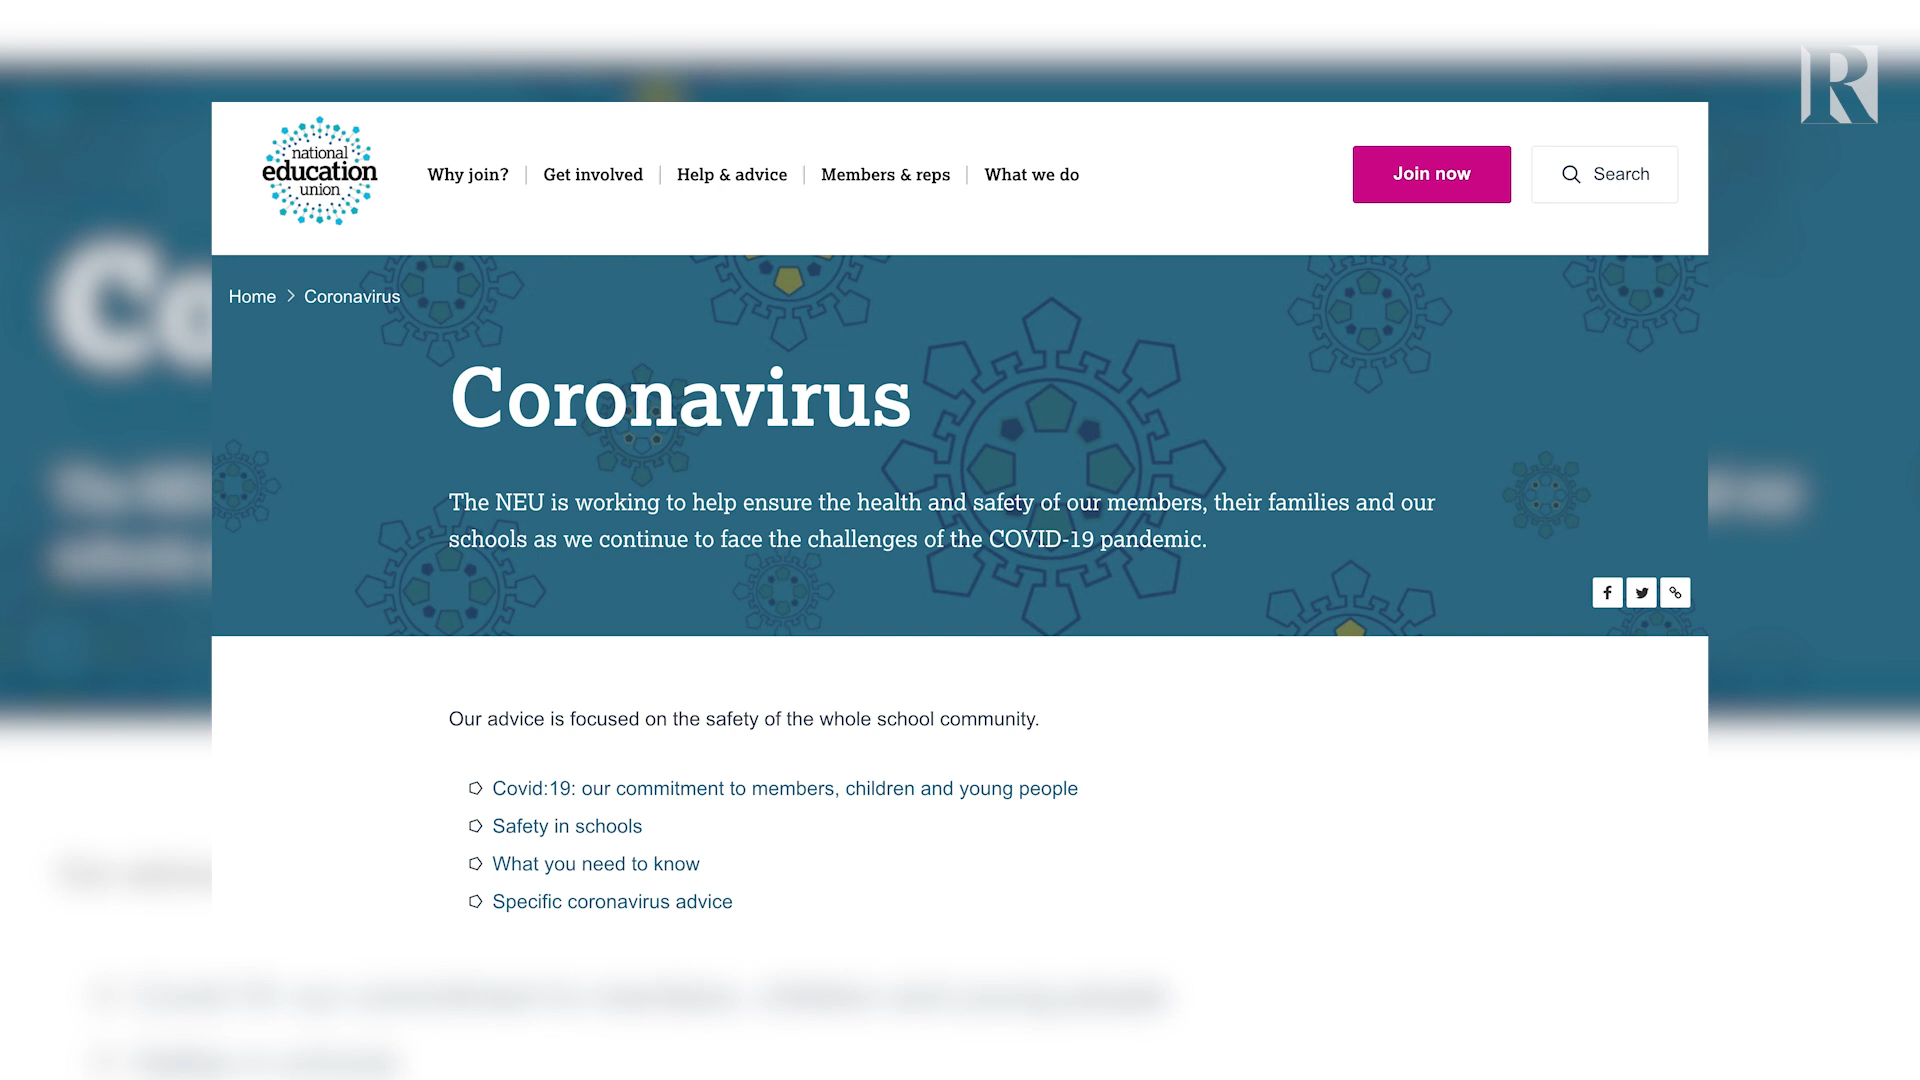 R
national
education
union
Why join?
Get involved
Help & advice
Members & reps
What we do
Join now
Search
Home > Coronavirus
Coronavirus
The NEU is working to help ensure the health and safety of our members, their families and our
schools as we continue to face the challenges of the COVID-19 pandemic.
Our advice is focused on the safety of the whole school community.
Covid:19: our commitment to members, children and young people
Safety in schools
What you need to know
Specific coronavirus advice